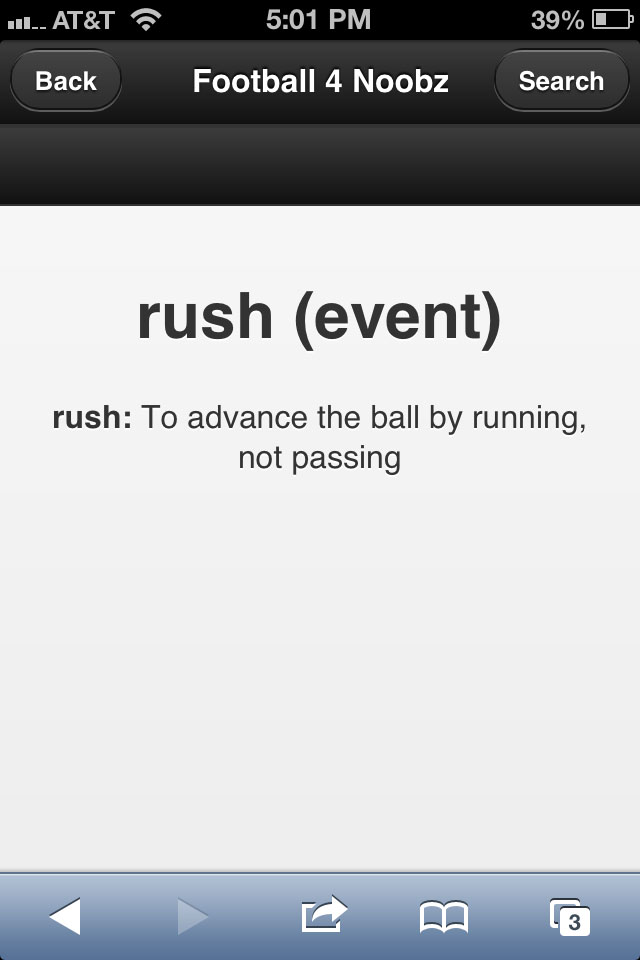 AT&T 5:01 PM 39%
Back Football 4 Noobz Search
rush (event)
rush: To advance the ball by running,
not passing
3